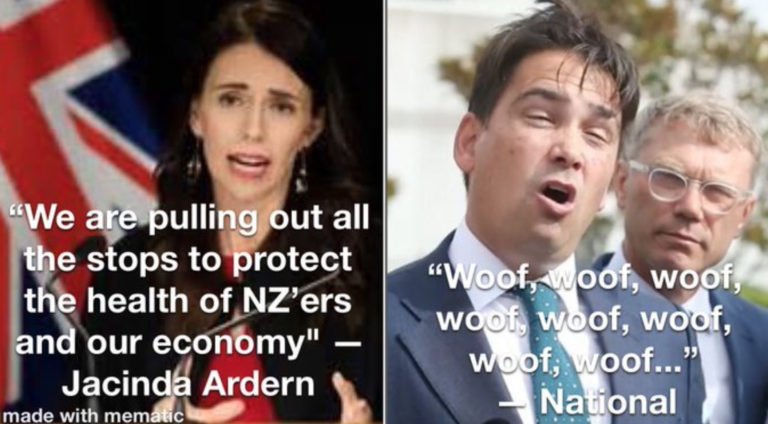 “We are pulling out all
the stops to protect
the health of NZ’ers
and our economy" —
Jacinda Ardern
made with mematic
“Woof, woof, woof,
woof, woof, woof,
woof, woof...”
— National